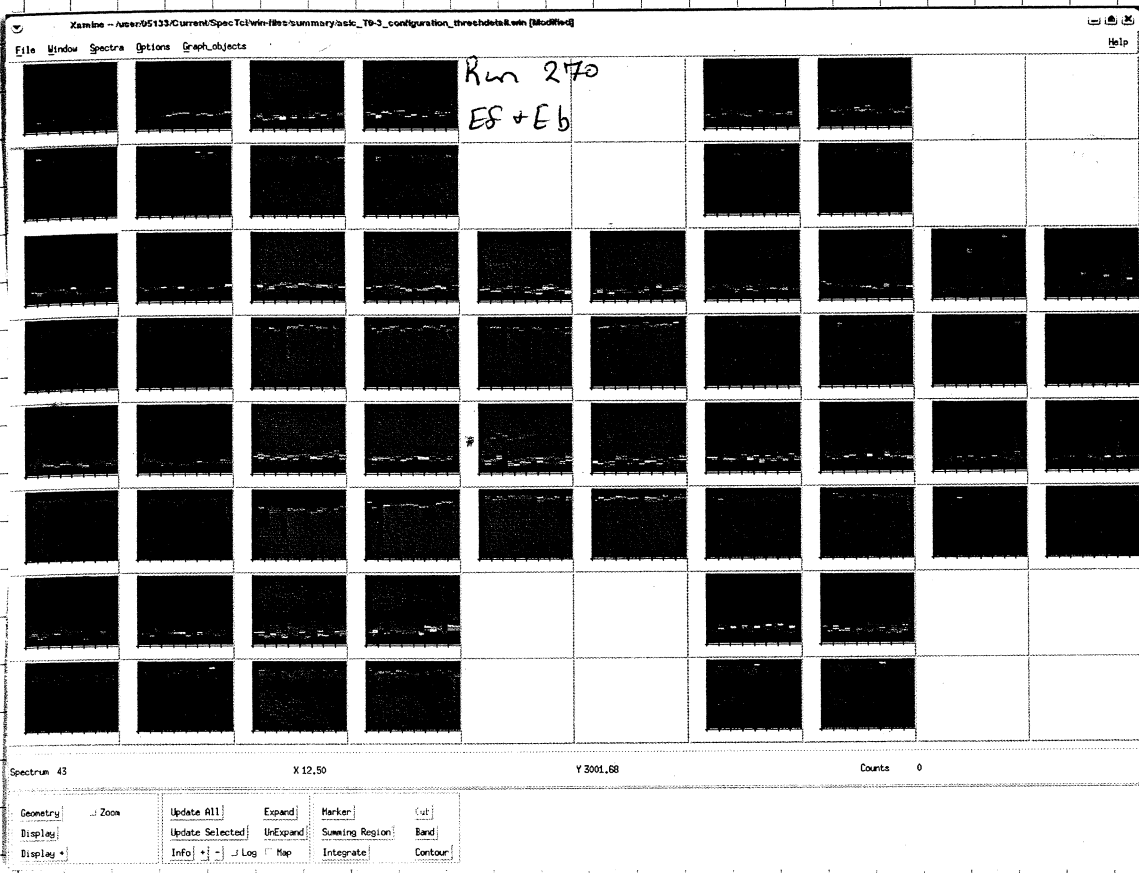 Xamine -- /user/05133/Current/SpecTcl/win-files/summary/asic_T9-3_configuration_threshdetail.win [Modified]
File Window Spectra Options Graph_objects Help
Run 270
Ef + Eb
#
Spectrum 43 X 12.50 Y 3001.68 Counts 0
Geometry Zoom Update All Expand Marker Cut
Display Update Selected UnExpand Summing Region Band
Display + Info + - Log Map Integrate Contour